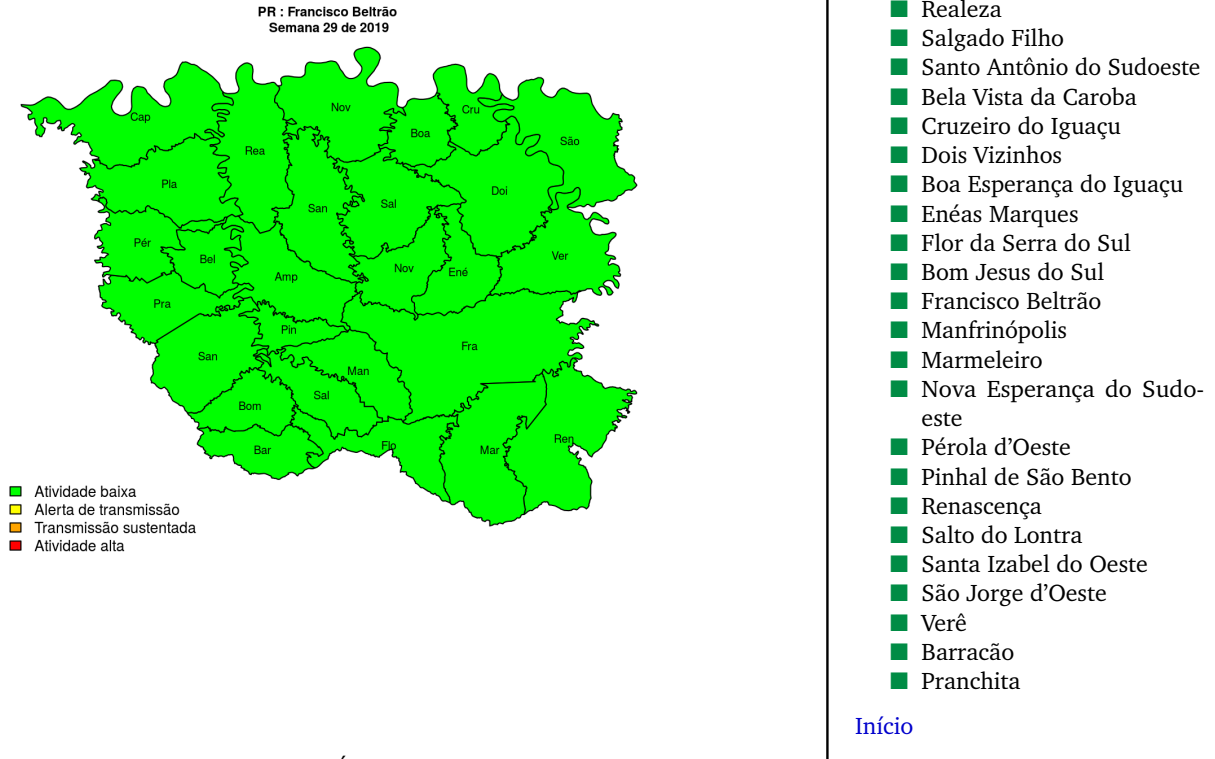 PR : Francisco Beltrão
Semana 29 de 2019
Cap
Nov
Cru
Boa
São
Rea
Pla
Doi
San
Sal
Pér
Bel
Nov
Ené
Ver
Amp
Pra
Pin
Fra
San
Man
Sal
Bom
Bar
Flo
Mar
Ren
Atividade baixa
Alerta de transmissão
Transmissão sustentada
Atividade alta
Realeza
Salgado Filho
Santo Antônio do Sudoeste
Bela Vista da Caroba
Cruzeiro do Iguaçu
Dois Vizinhos
Boa Esperança do Iguaçu
Enéas Marques
Flor da Serra do Sul
Bom Jesus do Sul
Francisco Beltrão
Manfrinópolis
Marmeleiro
Nova Esperança do Sudo-
este
Pérola d'Oeste
Pinhal de São Bento
Renascença
Salto do Lontra
Santa Izabel do Oeste
São Jorge d'Oeste
Verê
Barracão
Pranchita
Início